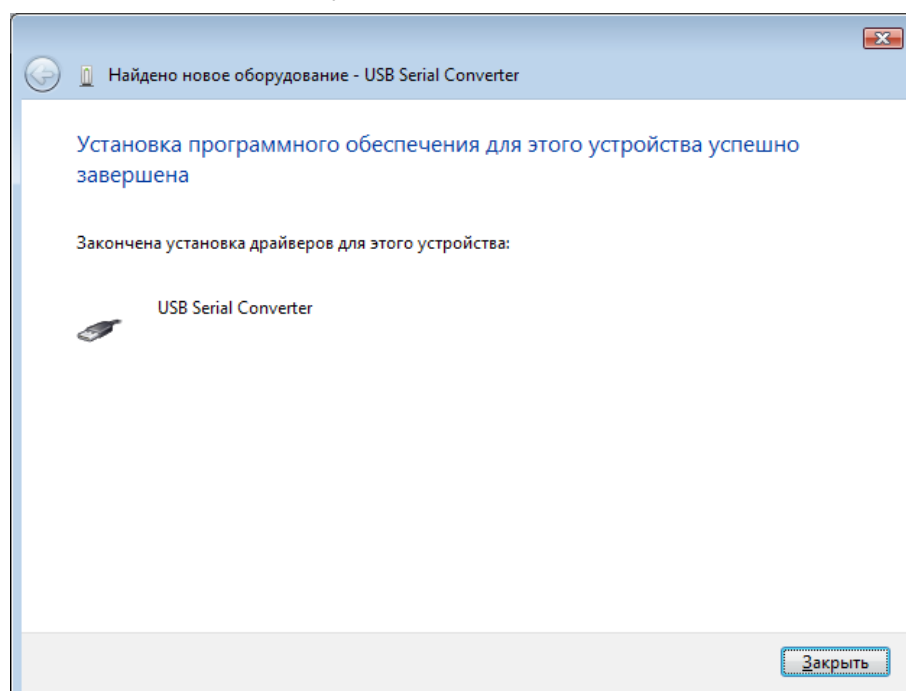 Найдено новое оборудование - USB Serial Converter
Установка программного обеспечения для этого устройства успешно
завершена
Закончена установка драйверов для этого устройства:
USB Serial Converter
Закрыть